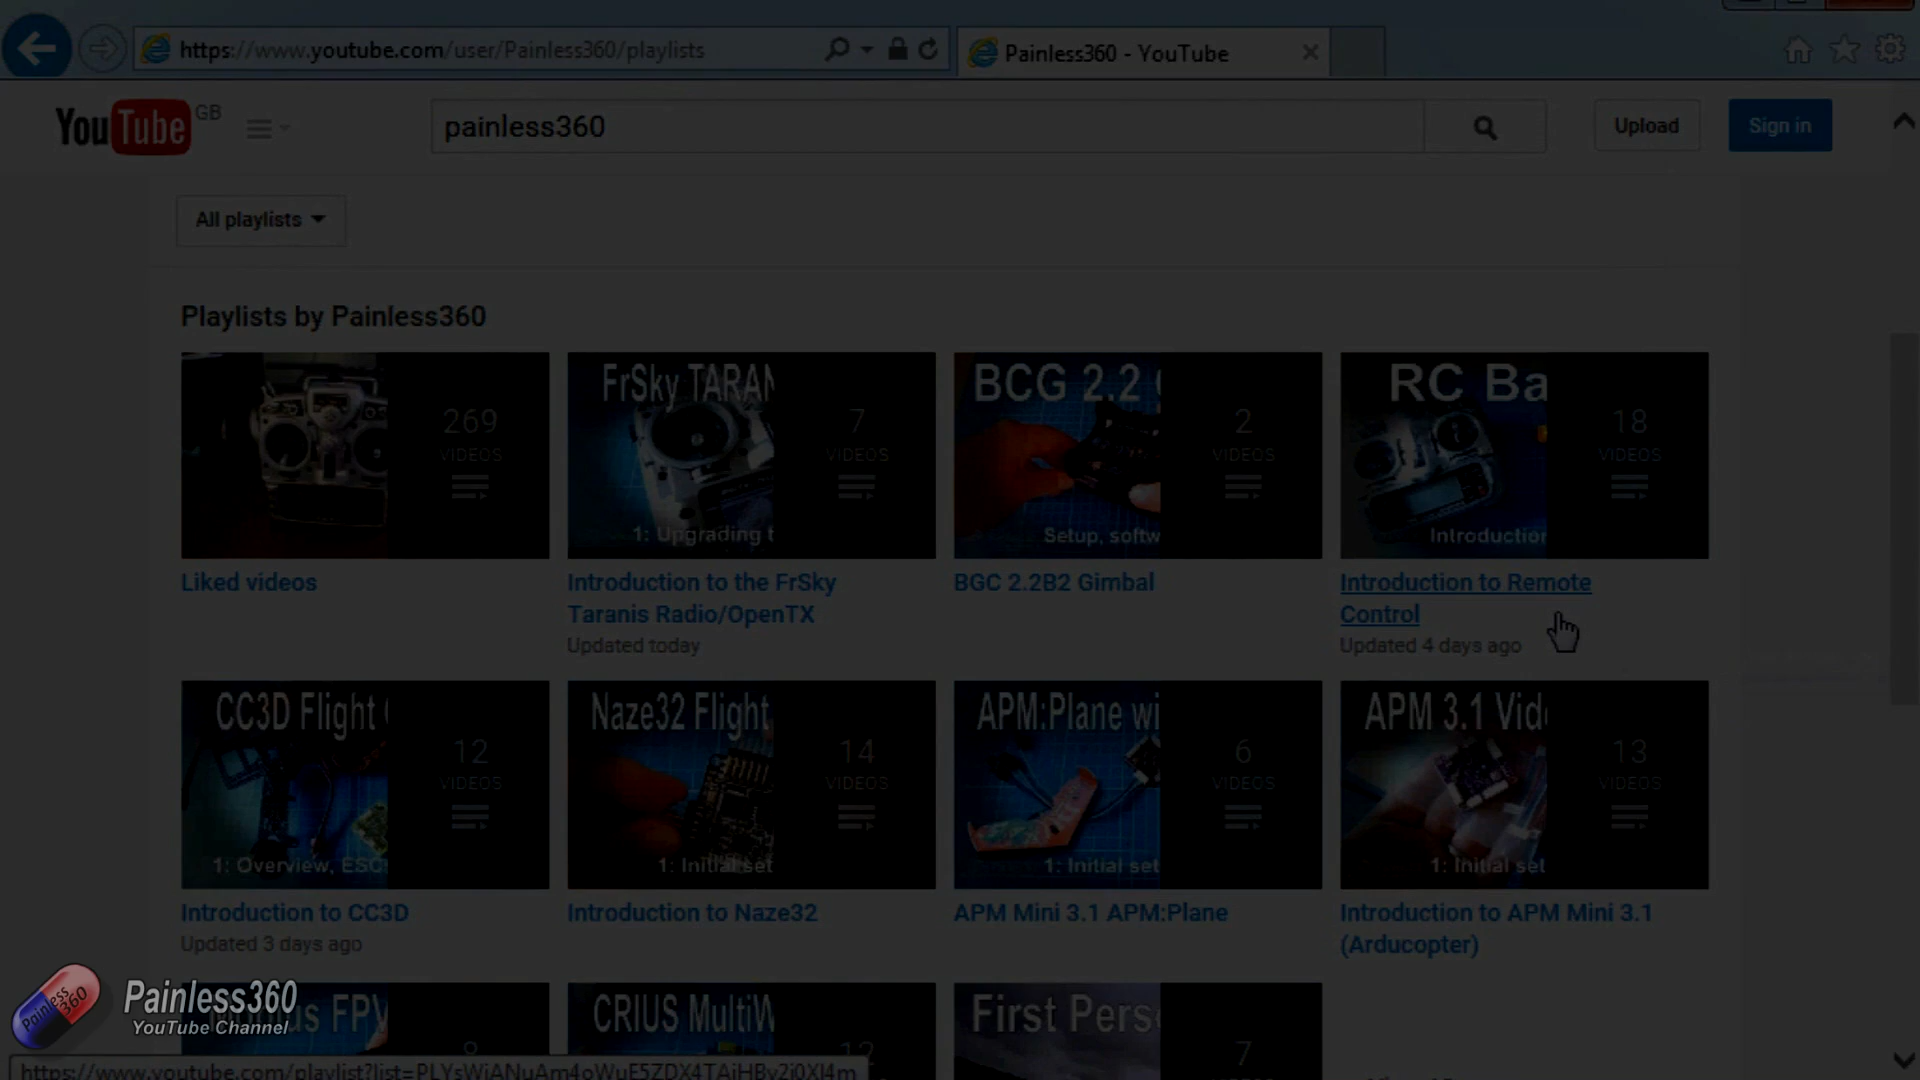 https://www.youtube.com/user/Painless360/playlists
Painless360 - YouTube
YouTube GB
painless360
Upload
Sign in
All playlists
Playlists by Painless360
269
VIDEOS
Liked videos
FrSky TARAN
1: Upgrading t
7
VIDEOS
Introduction to the FrSky
Taranis Radio/OpenTX
Updated today
BCG 2.2
Setup, softw
2
VIDEOS
BGC 2.2B2 Gimbal
RC Ba
Introduction
18
VIDEOS
Introduction to Remote
Control
Updated 4 days ago
CC3D Flight
1: Overview, ESC
12
VIDEOS
Introduction to CC3D
Updated 3 days ago
Naze32 Flight
1: Initial set
14
VIDEOS
Introduction to Naze32
APM:Plane wi
1: Initial set
6
VIDEOS
APM Mini 3.1 APM:Plane
APM 3.1 Vid
1: Initial set
13
VIDEOS
Introduction to APM Mini 3.1
(Arducopter)
us FPV
CRIUS MultiW
12
First Pers
7
Painless
360
Painless360
YouTube Channel